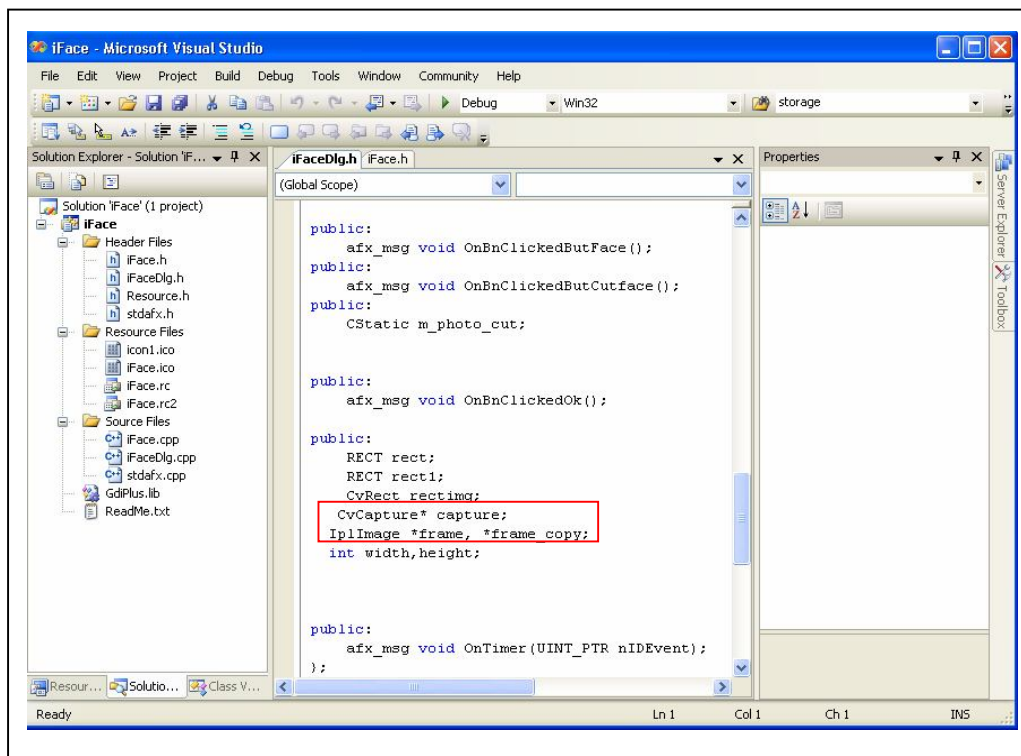 iFace - Microsoft Visual Studio
File Edit View Project Build Debug Tools Window Community Help
Debug Win32 storage
Solution Explorer - Solution 'iF...
Solution 'iFace' (1 project)
iFace
Header Files
iFace.h
iFaceDlg.h
Resource.h
stdafx.h
Resource Files
icon1.ico
iFace.ico
iFace.rc
iFace.rc2
Source Files
iFace.cpp
iFaceDlg.cpp
stdafx.cpp
GdiPlus.lib
ReadMe.txt
Resour... Solutio... Class V...
iFaceDlg.h iFace.h
(Global Scope)
public:
afx_msg void OnBnClickedButFace();
public:
afx_msg void OnBnClickedButCutface();
public:
CStatic m_photo_cut;
public:
afx_msg void OnBnClickedOk();
public:
RECT rect;
RECT rect1;
CvRect rectimg;
CvCapture* capture;
IplImage *frame, *frame_copy;
int width,height;
public:
afx_msg void OnTimer(UINT_PTR nIDEvent);
};
Properties
Server Explorer
Toolbox
Ready Ln 1 Col 1 Ch 1 INS